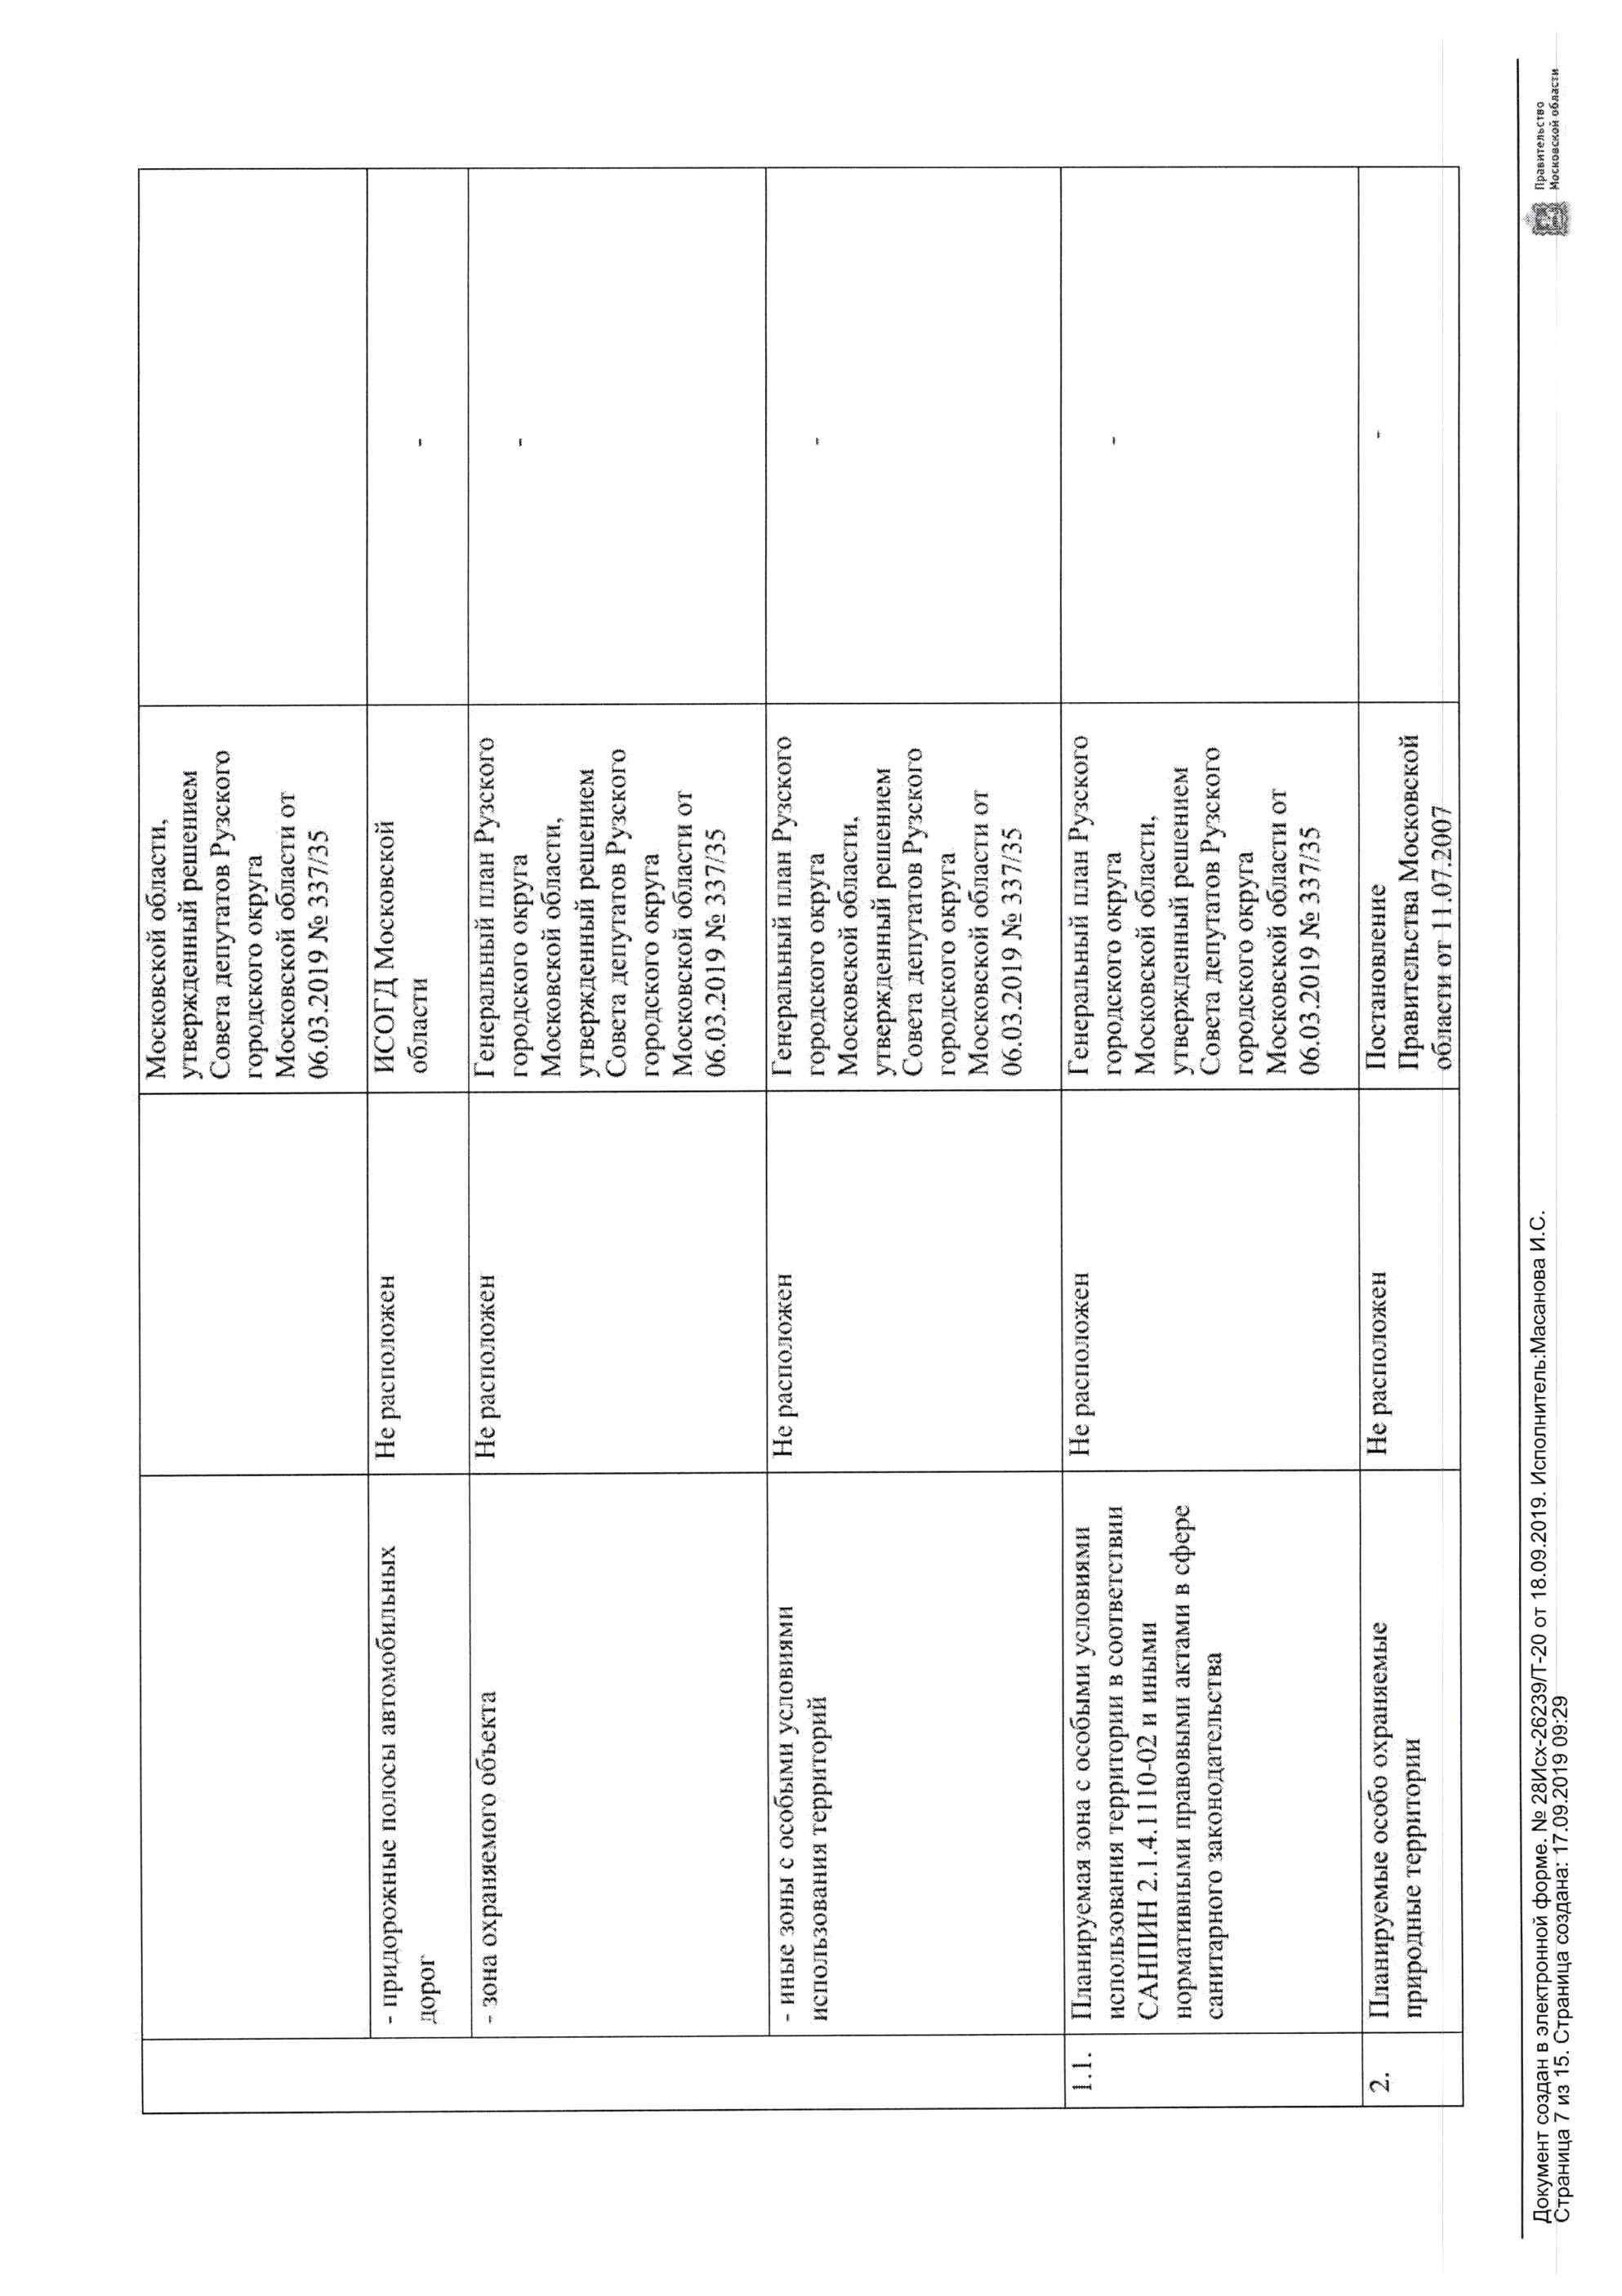 Московской области,
утвержденный решением
Совета депутатов Рузского
городского округа
Московской области от
06.03.2019 № 337/35
- придорожные полосы автомобильных
дорог
Не расположен
ИСОГД Московской
области
-
- зона охраняемого объекта
Не расположен
Генеральный план Рузского
городского округа
Московской области,
утвержденный решением
Совета депутатов Рузского
городского округа
Московской области от
06.03.2019 № 337/35
-
- иные зоны с особыми условиями
использования территорий
Не расположен
Генеральный план Рузского
городского округа
Московской области,
утвержденный решением
Совета депутатов Рузского
городского округа
Московской области от
06.03.2019 № 337/35
-
1.1.
Планируемая зона с особыми условиями
использования территории в соответствии
САНПИН 2.1.4.1110-02 и иными
нормативными правовыми актами в сфере
санитарного законодательства
Не расположен
Генеральный план Рузского
городского округа
Московской области,
утвержденный решением
Совета депутатов Рузского
городского округа
Московской области от
06.03.2019 № 337/35
-
2.
Планируемые особо охраняемые
природные территории
Не расположен
Постановление
Правительства Московской
области от 11.07.2007
-
Документ создан в электронной форме. № 28Исх-26239/Т-20 от 18.09.2019. Исполнитель:Масанова И.С.
Страница 7 из 15. Страница создана: 17.09.2019 09:29
Правительство
Московской области